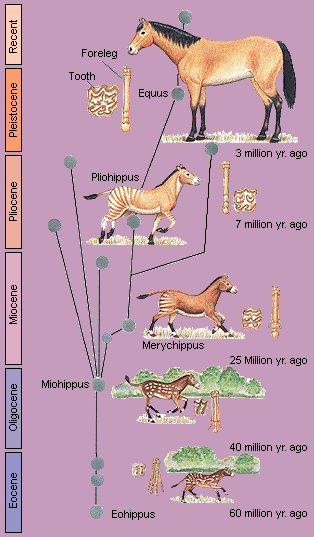 Recent
Foreleg
Tooth
Equus
Pleistocene
3 million yr. ago
Pliohippus
Pliocene
7 million yr. ago
Miocene
Merychippus
25 Million yr. ago
Miohippus
Oligocene
40 million yr. ago
Eocene
Eohippus
60 million yr. ago